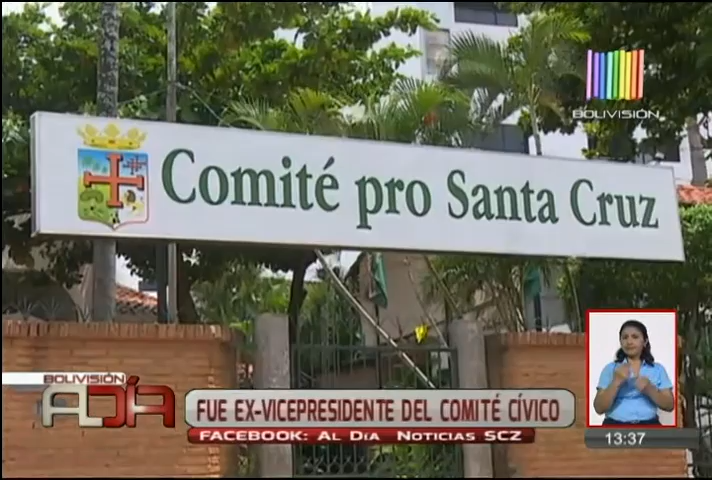 BOLIVISIÓN
Comité pro Santa Cruz
BOLIVISIÓN
AL DÍA
FUE EX-VICEPRESIDENTE DEL COMITÉ CÍVICO
FACEBOOK: AL DÍA NOTICIAS SCZ
13:37